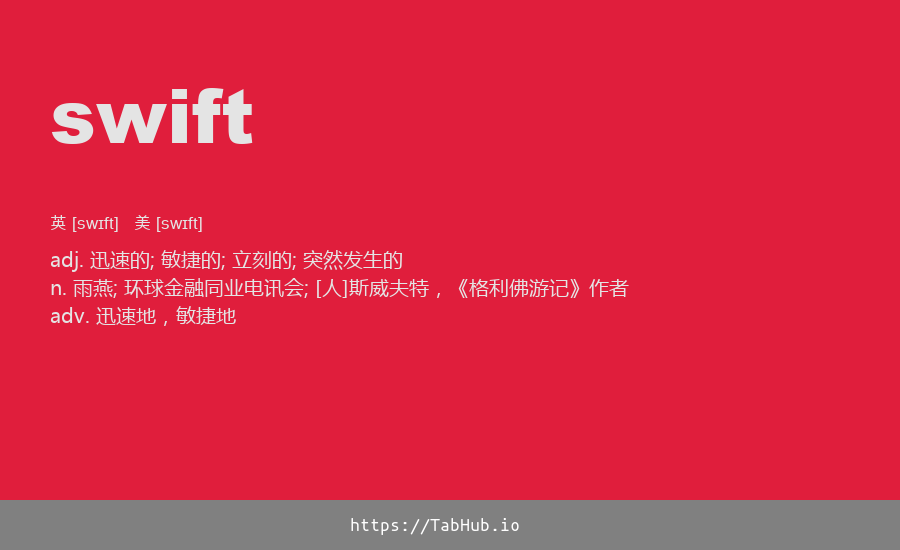 swift
英 [swɪft] 美 [swɪft]
adj. 迅速的; 敏捷的; 立刻的; 突然发生的
n. 雨燕; 环球金融同业电讯会; [人]斯威夫特，《格利佛游记》作者
adv. 迅速地，敏捷地
https://TabHub.io